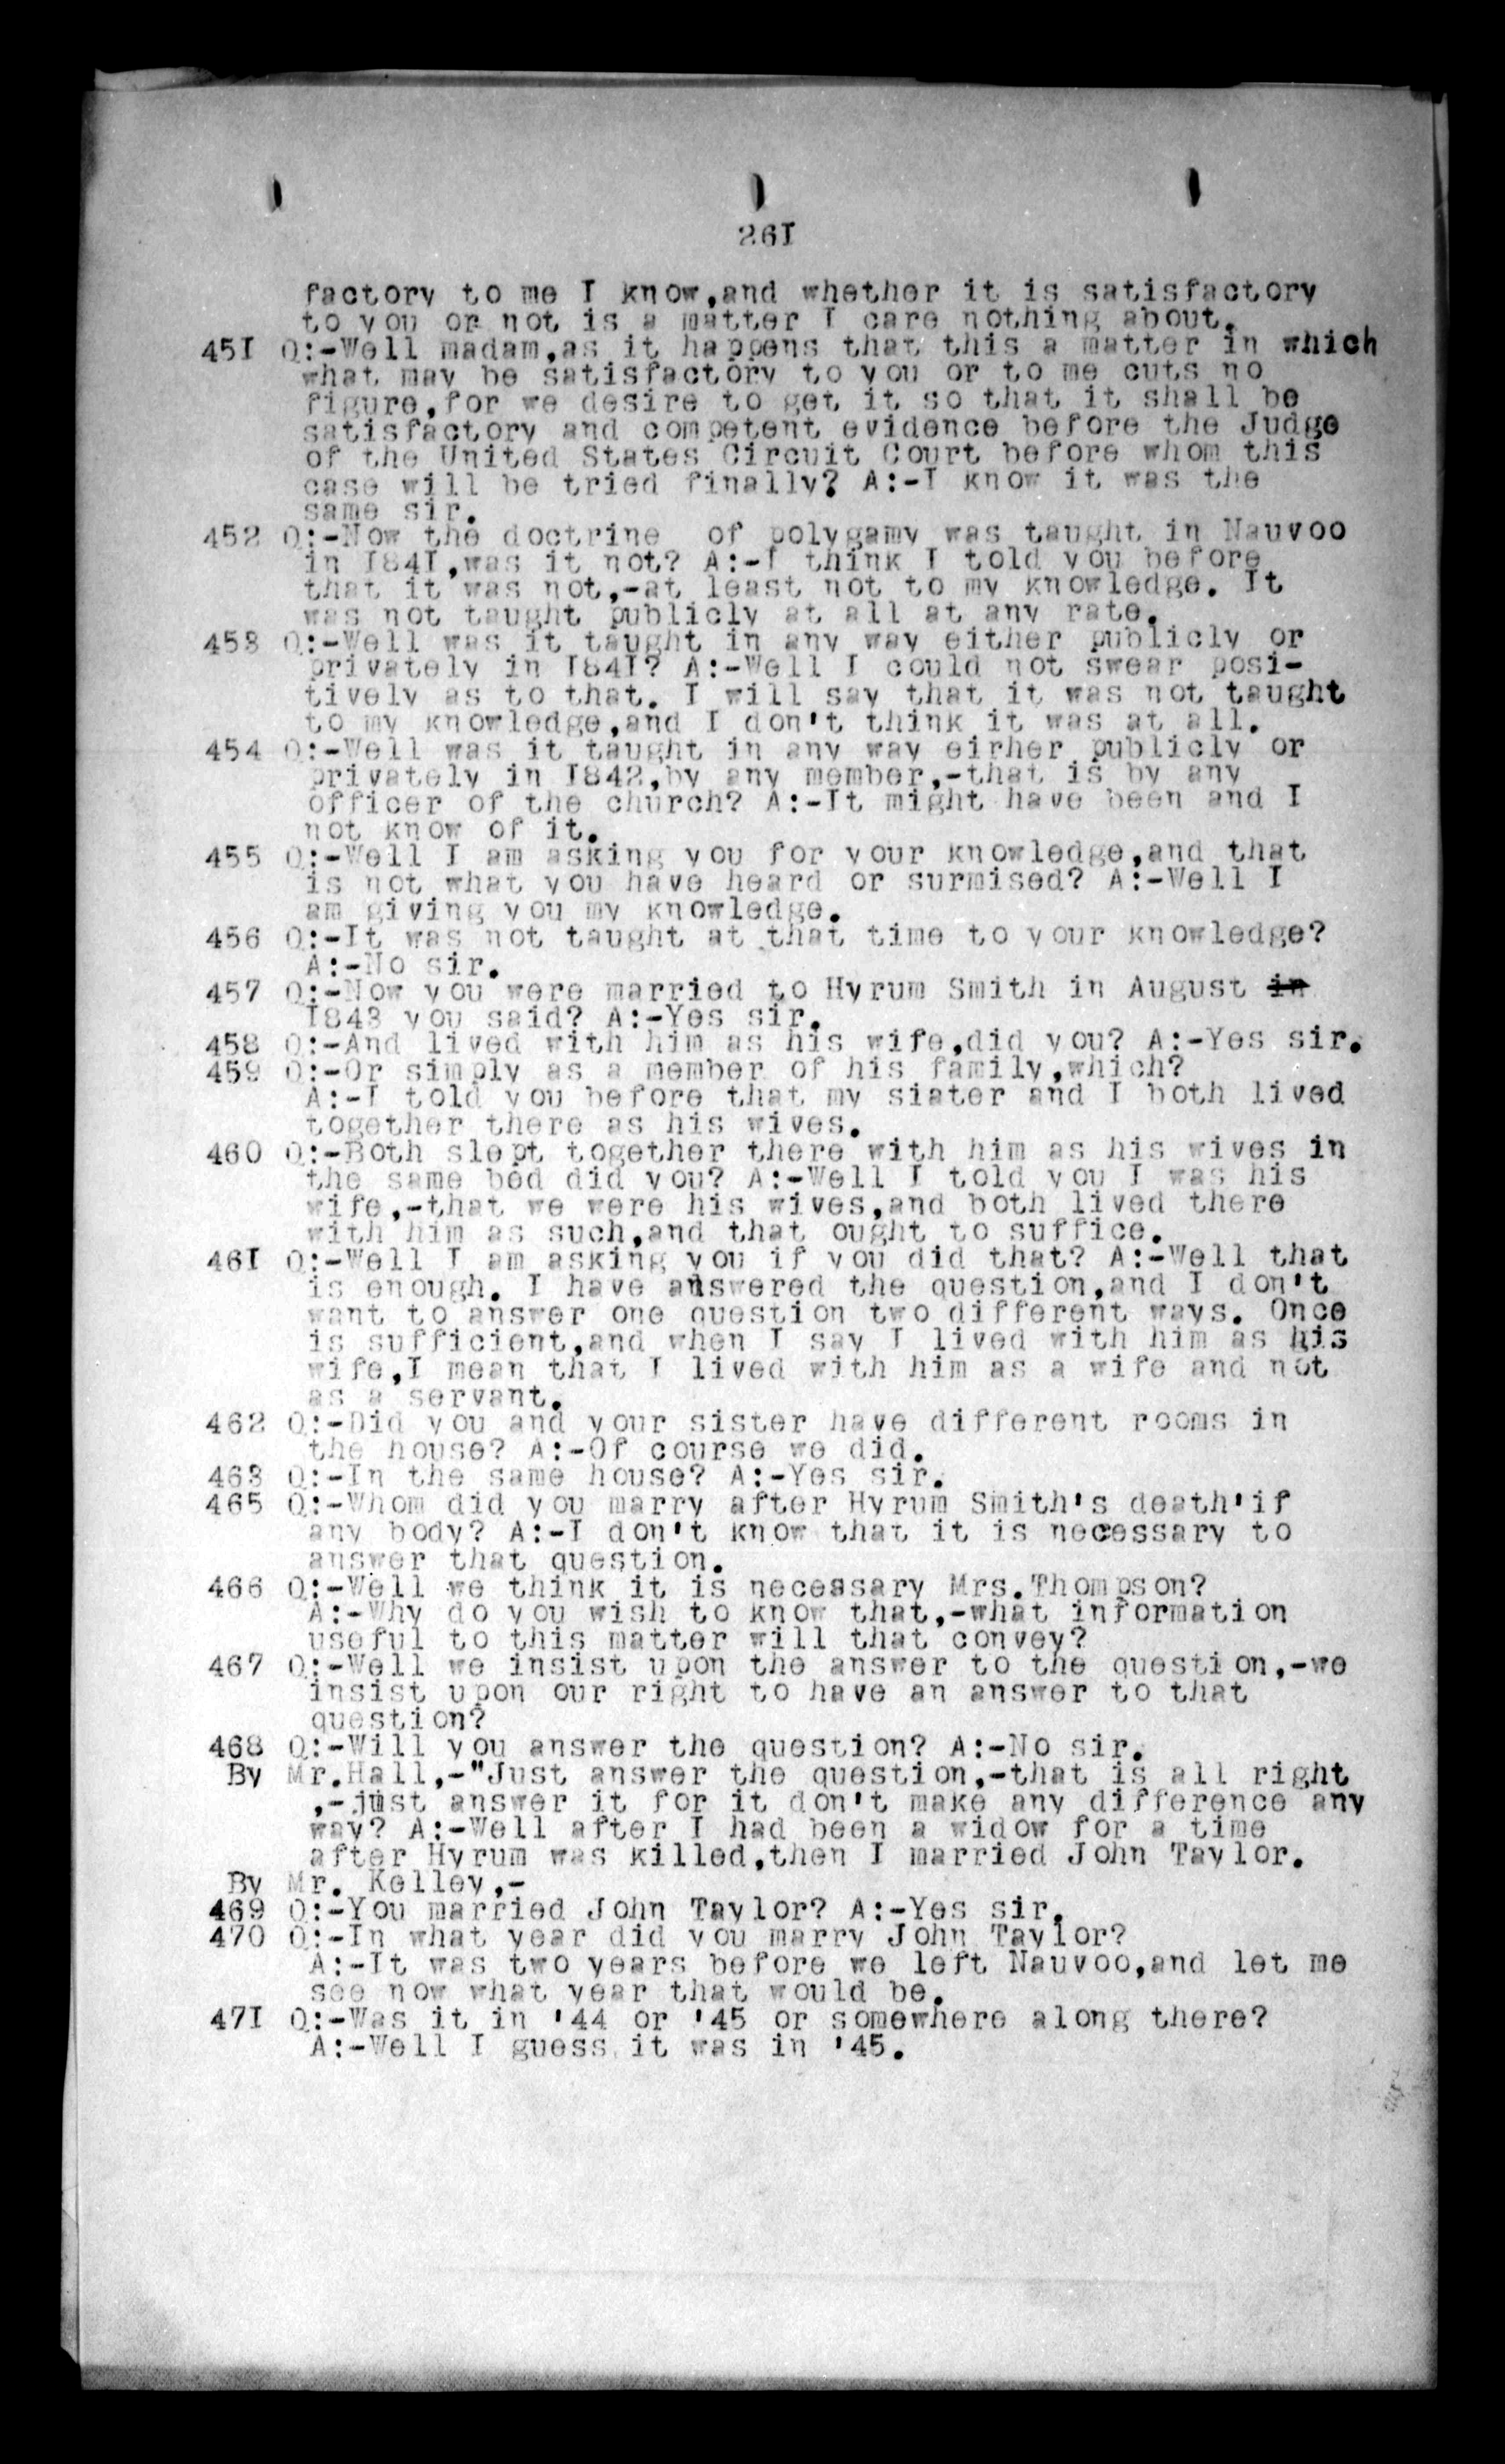 261
factory to me I know,and whether it is satisfactory
to you or not is a matter I care nothing about.
451 Q:-Well madam,as it happens that this a matter in which
what may be satisfactory to you or to me cuts no
figure,for we desire to get it so that it shall be
satisfactory and competent evidence before the Judge
of the United States Circuit Court before whom this
case will be tried finally? A:-I know it was the
same sir.
452 Q:-Now the doctrine  of polygamy was taught in Nauvoo
in 1841,was it not? A:-I think I told you before
that it was not,-at least not to my knowledge. It
was not taught publicly at all at any rate.
453 Q:-Well was it taught in any way either publicly or
privately in 1841? A:-Well I could not swear posi-
tively as to that. I will say that it was not taught
to my knowledge,and I don't think it was at all.
454 Q:-Well was it taught in any way eirher publicly or
privately in 1842,by any member,-that is by any
officer of the church? A:-It might have been and I
not know of it.
455 Q:-Well I am asking you for your knowledge,and that
is not what you have heard or surmised? A:-Well I
am giving you my knowledge.
456 Q:-It was not taught at that time to your knowledge?
A:-No sir.
457 Q:-Now you were married to Hyrum Smith in August in
1843 you said? A:-Yes sir.
458 Q:-And lived with him as his wife,did you? A:-Yes sir.
459 Q:-Or simply as a member of his family,which?
A:-I told you before that my siater and I both lived
together there as his wives.
460 Q:-Both slept together there with him as his wives in
the same bed did you? A:-Well I told you I was his
wife,-that we were his wives,and both lived there
with him as such,and that ought to suffice.
461 Q:-Well I am asking you if you did that? A:-Well that
is enough. I have answered the question,and I don't
want to answer one question two different ways. Once
is sufficient,and when I say I lived with him as his
wife,I mean that I lived with him as a wife and not
as a servant.
462 Q:-Did you and your sister have different rooms in
the house? A:-Of course we did.
463 Q:-In the same house? A:-Yes sir.
465 Q:-Whom did you marry after Hyrum Smith's death'if
any body? A:-I don't know that it is necessary to
answer that question.
466 Q:-Well we think it is necessary Mrs.Thompson?
A:-Why do you wish to know that,-what information
useful to this matter will that convey?
467 Q:-Well we insist upon the answer to the question,-we
insist upon our right to have an answer to that
question?
468 Q:-Will you answer the question? A:-No sir.
By Mr.Hall,-"Just answer the question,-that is all right
,-just answer it for it don't make any difference any
way? A:-Well after I had been a widow for a time
after Hyrum was killed,then I married John Taylor.
By Mr. Kelley,-
469 Q:-You married John Taylor? A:-Yes sir.
470 Q:-In what year did you marry John Taylor?
A:-It was two years before we left Nauvoo,and let me
see now what year that would be.
471 Q:-Was it in '44 or '45 or somewhere along there?
A:-Well I guess it was in '45.